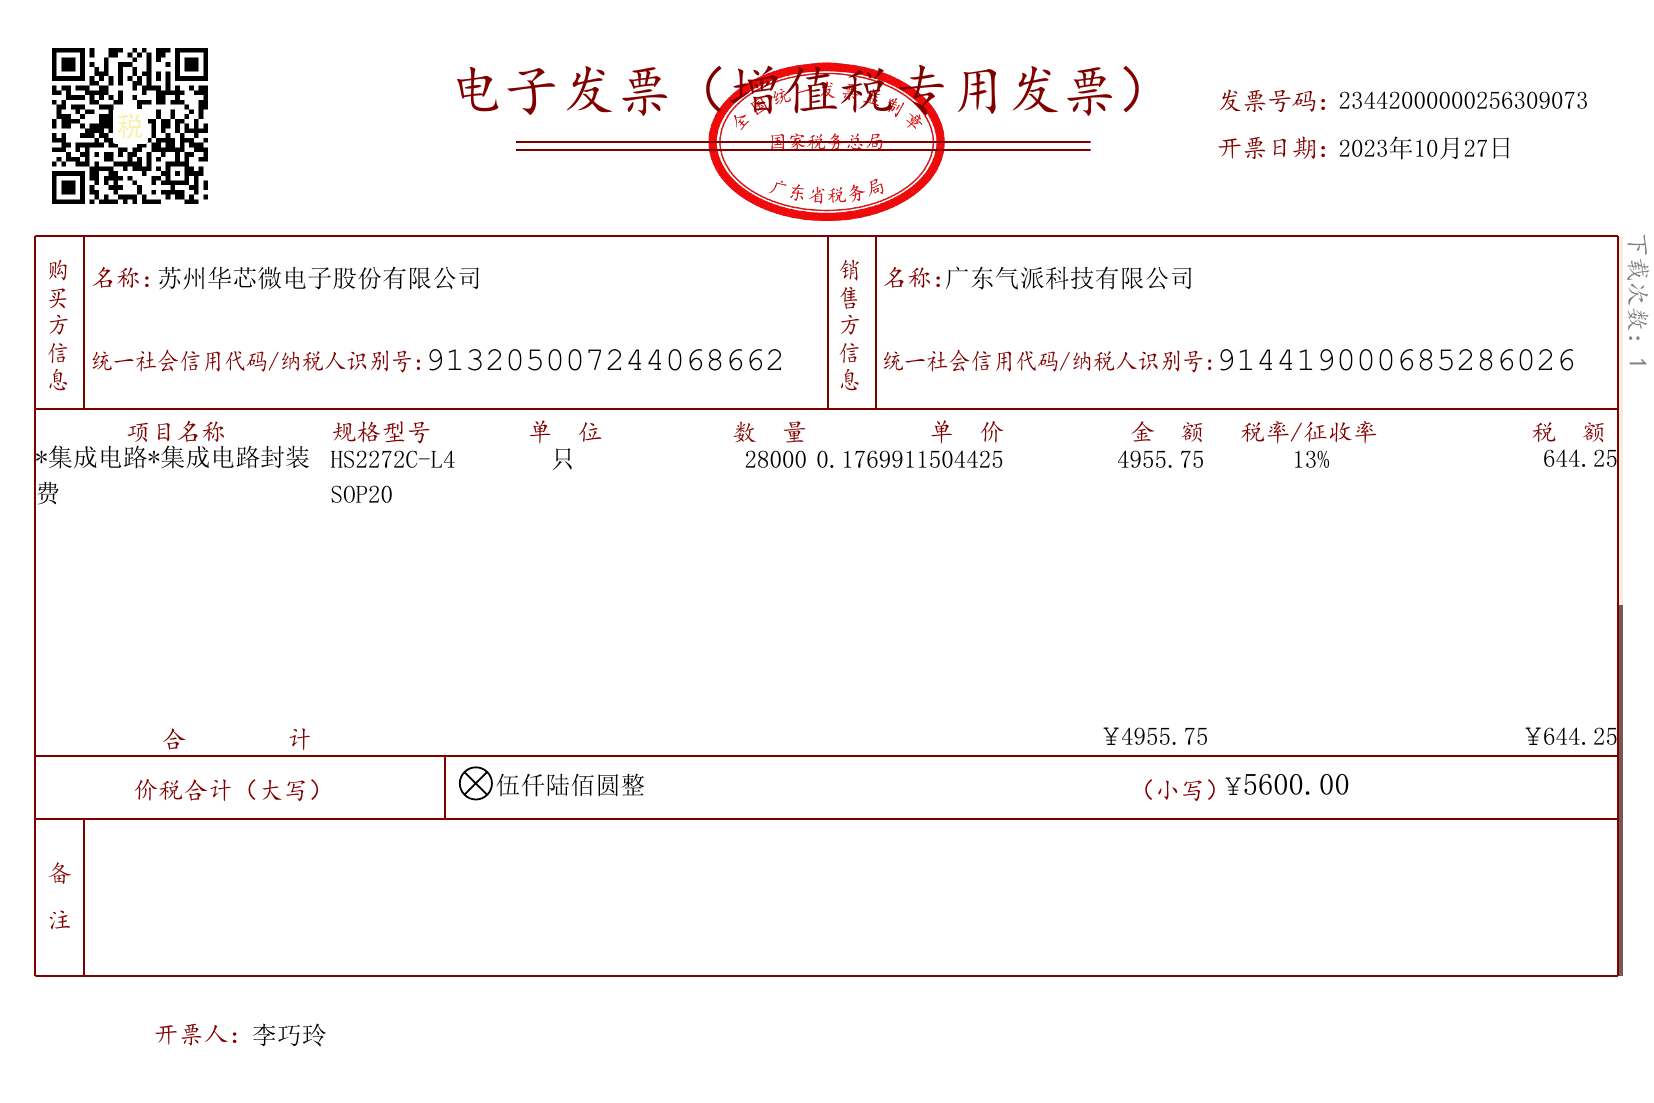 电子发票（增值税专用发票）
全国统一发票监制章
国家税务总局
广东省税务局
税
发票号码：23442000000256309073
开票日期：2023年10月27日
下载次数：1
购买方信息
名称：苏州华芯微电子股份有限公司
统一社会信用代码/纳税人识别号：913205007244068662
销售方信息
名称：广东气派科技有限公司
统一社会信用代码/纳税人识别号：914419000685286026
项目名称 规格型号 单 位 数 量 单 价 金 额 税率/征收率 税 额
*集成电路*集成电路封装 HS2272C-L4 只 28000 0.1769911504425 4955.75 13% 644.25
费 SOP20
合 计 ¥4955.75 ¥644.25
价税合计（大写） ⊗伍仟陆佰圆整 （小写）¥5600.00
备注
开票人：李巧玲